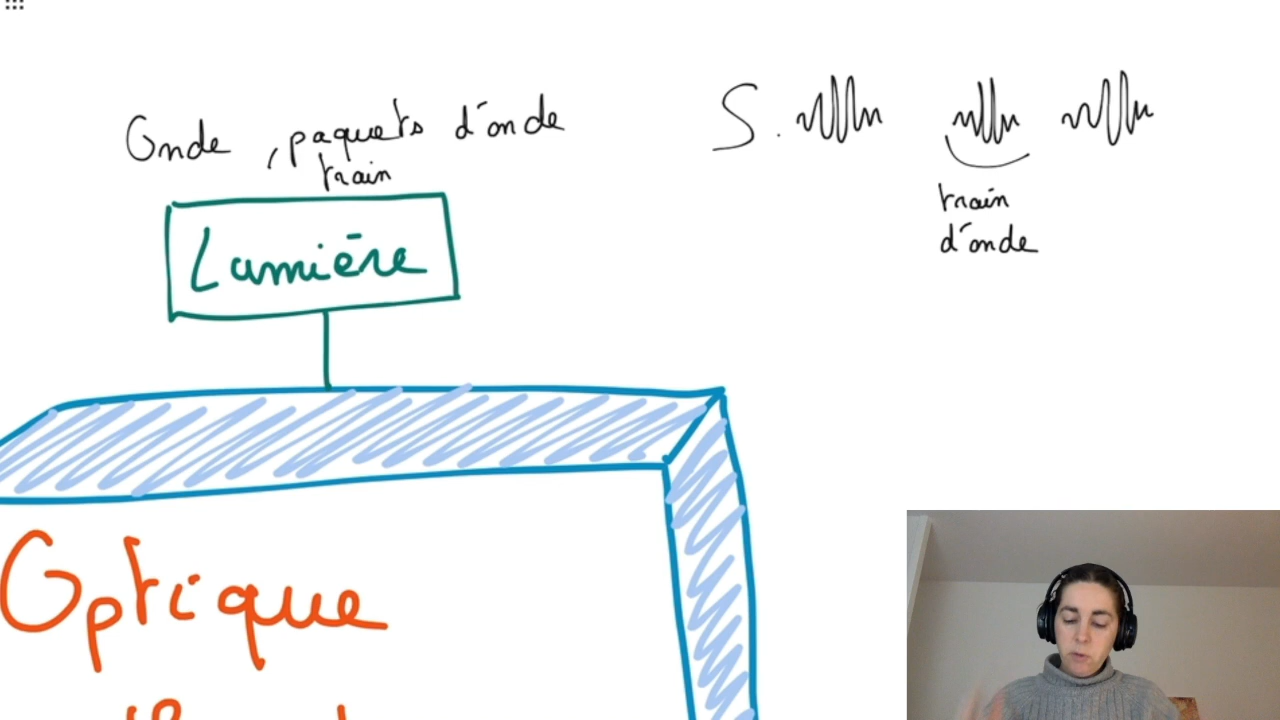 Onde, paquets d'onde
train
S.
train
d'onde
Lumière
Optique